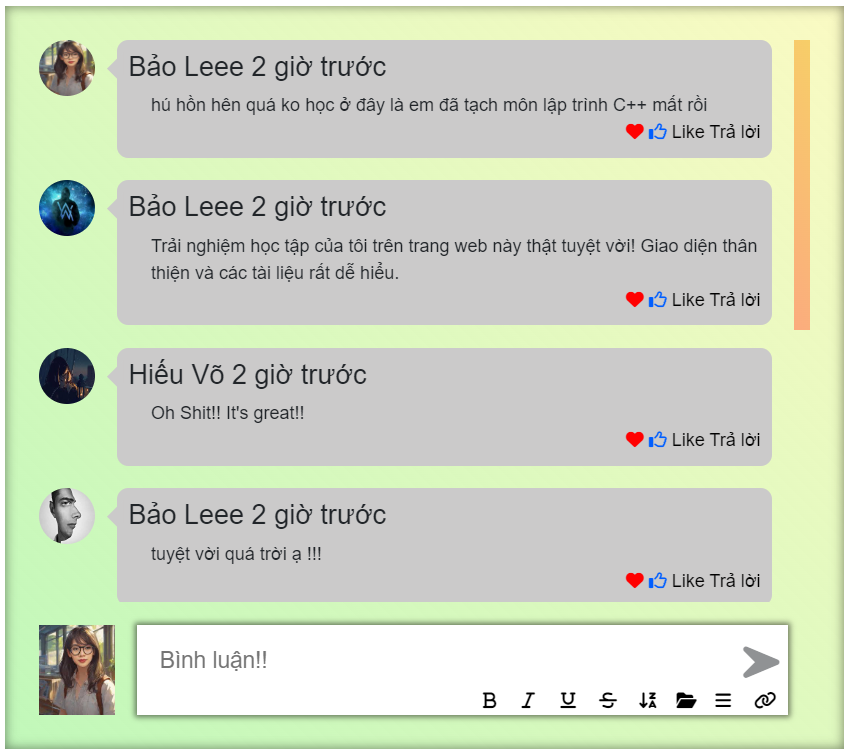 Bảo Leee 2 giờ trước
hú hồn hên quá ko học ở đây là em đã tạch môn lập trình C++ mất rồi
Like Trả lời
Bảo Leee 2 giờ trước
Trải nghiệm học tập của tôi trên trang web này thật tuyệt vời! Giao diện thân
thiện và các tài liệu rất dễ hiểu.
Like Trả lời
Hiếu Võ 2 giờ trước
Oh Shit!! It's great!!
Like Trả lời
Bảo Leee 2 giờ trước
tuyệt vời quá trời ạ !!!
Like Trả lời
Bình luận!!